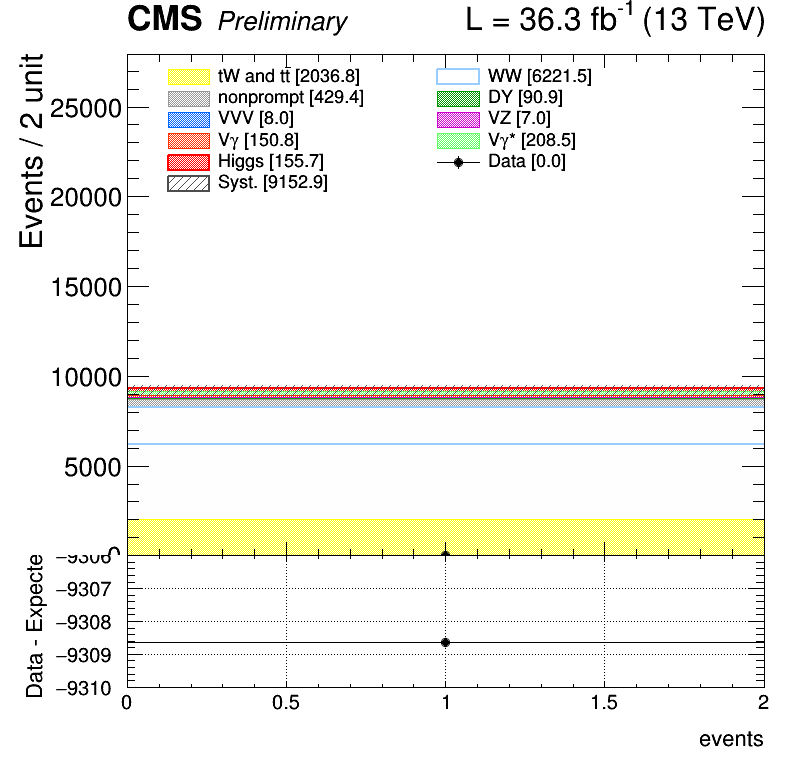 CMS Preliminary L = 36.3 fb⁻¹ (13 TeV)
Events / 2 unit
25000
20000
15000
10000
5000
0
tW and tt̄ [2036.8]
nonprompt [429.4]
VVV [8.0]
Vγ [150.8]
Higgs [155.7]
Syst. [9152.9]
WW [6221.5]
DY [90.9]
VZ [7.0]
Vγ* [208.5]
Data [0.0]
Data - Expecte
−9306
−9307
−9308
−9309
−9310
0 0.5 1 1.5 2
events